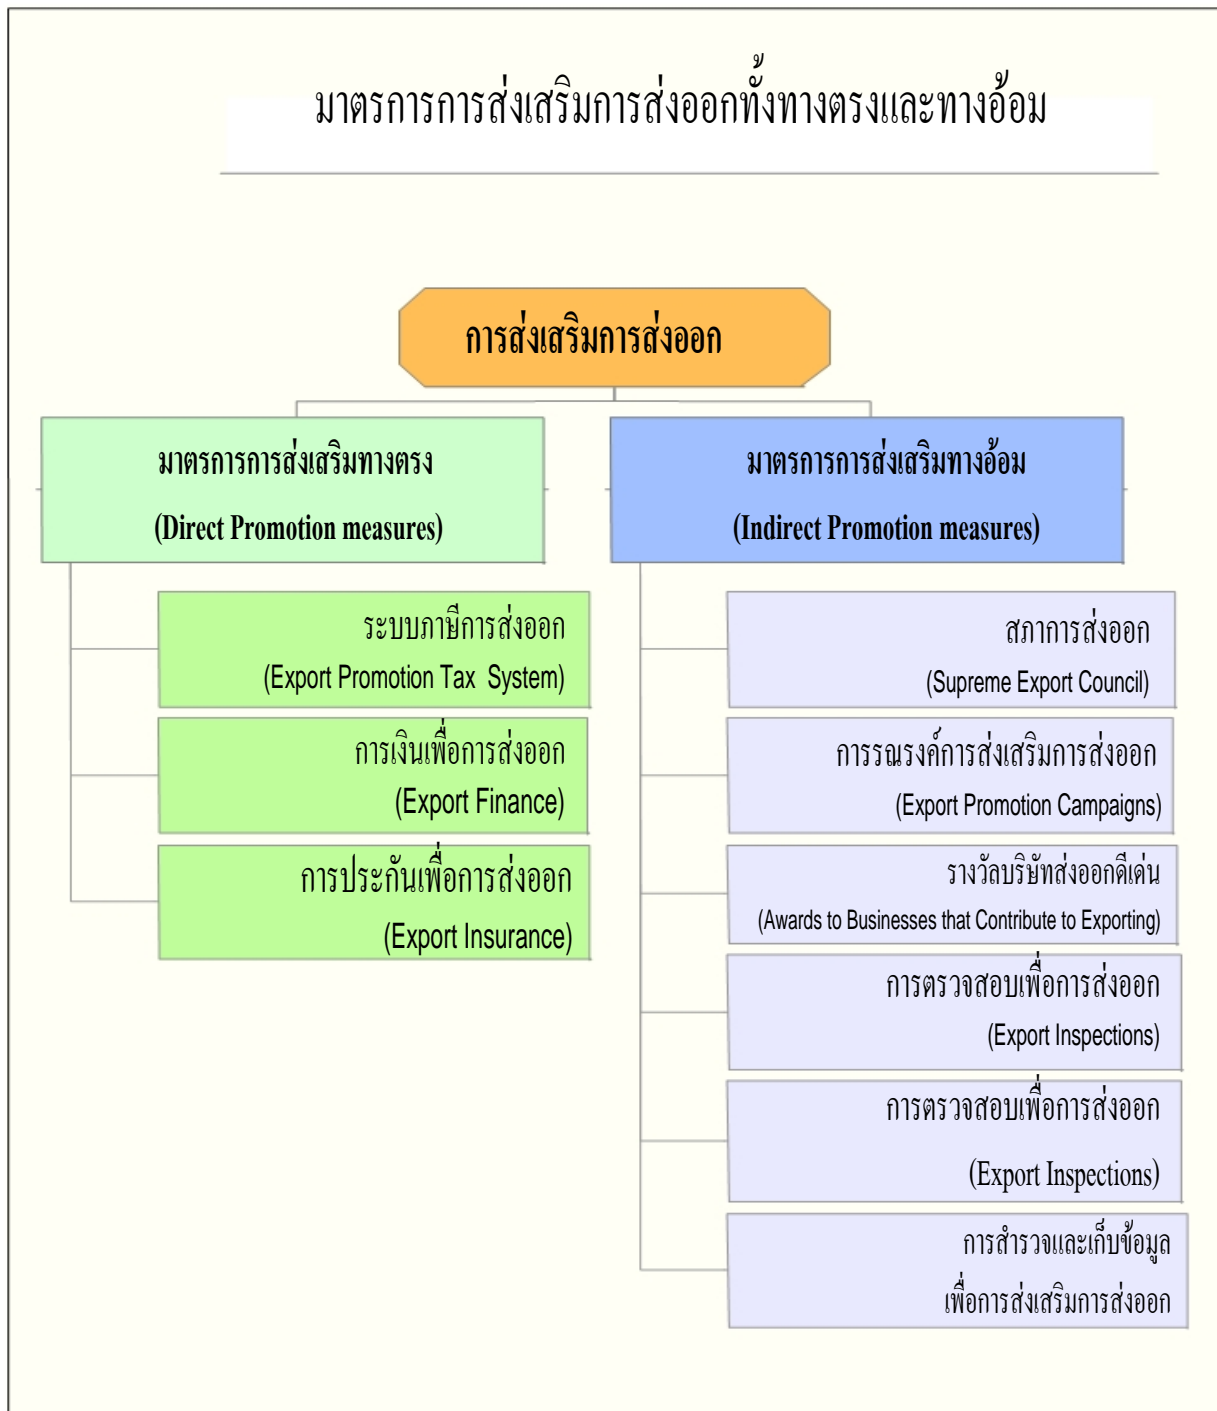 มาตรการการส่งเสริมการส่งออกทั้งทางตรงและทางอ้อม
การส่งเสริมการส่งออก
มาตรการการส่งเสริมทางตรง
(Direct Promotion measures)
ระบบภาษีการส่งออก
(Export Promotion Tax System)
การเงินเพื่อการส่งออก
(Export Finance)
การประกันเพื่อการส่งออก
(Export Insurance)
มาตรการการส่งเสริมทางอ้อม
(Indirect Promotion measures)
สภาการส่งออก
(Supreme Export Council)
การรณรงค์การส่งเสริมการส่งออก
(Export Promotion Campaigns)
รางวัลบริษัทส่งออกดีเด่น
(Awards to Businesses that Contribute to Exporting)
การตรวจสอบเพื่อการส่งออก
(Export Inspections)
การตรวจสอบเพื่อการส่งออก
(Export Inspections)
การสำรวจและเก็บข้อมูล
เพื่อการส่งเสริมการส่งออก